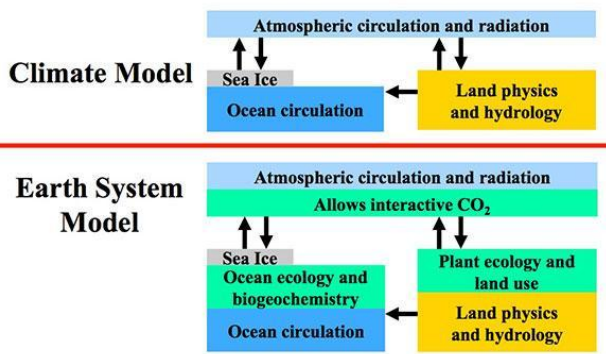 Atmospheric circulation and radiation
Climate Model
Sea Ice
Ocean circulation
Land physics
and hydrology
Earth System
Model
Atmospheric circulation and radiation
Allows interactive CO₂
Sea Ice
Ocean ecology and
biogeochemistry
Ocean circulation
Plant ecology and
land use
Land physics
and hydrology